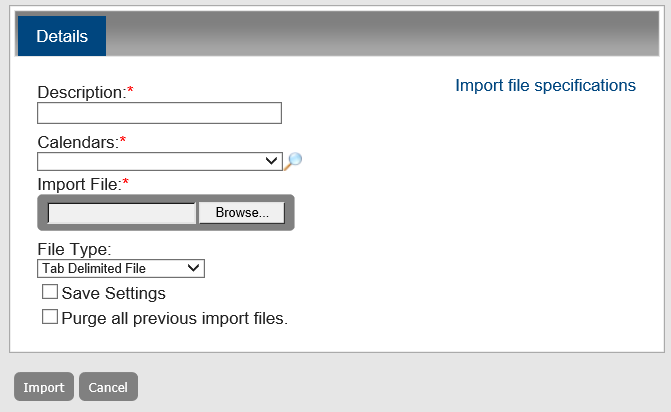 Details
Import file specifications
Description:*
Calendars:*
Import File:*
Browse...
File Type:
Tab Delimited File
Save Settings
Purge all previous import files.
Import Cancel